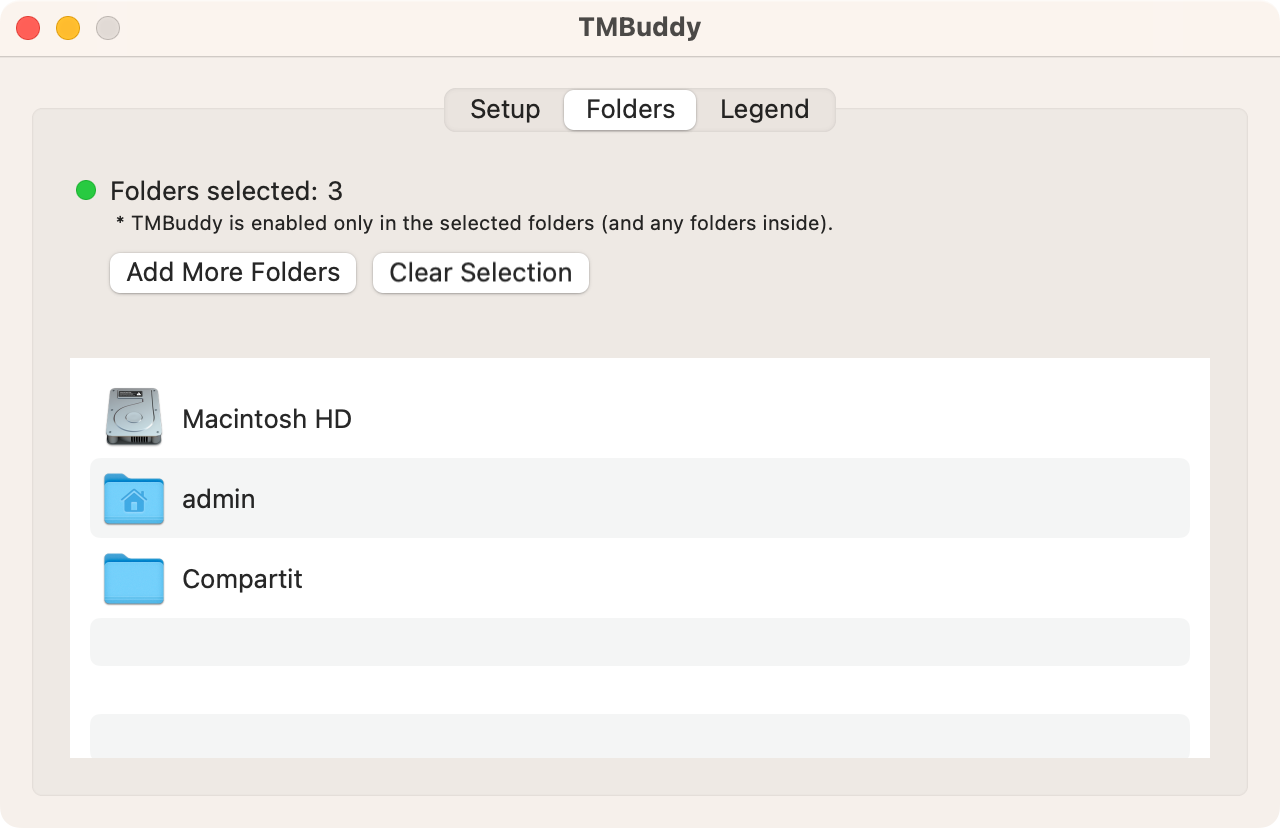 TMBuddy
Setup Folders Legend
Folders selected: 3
* TMBuddy is enabled only in the selected folders (and any folders inside).
Add More Folders Clear Selection
Macintosh HD
admin
Compartit